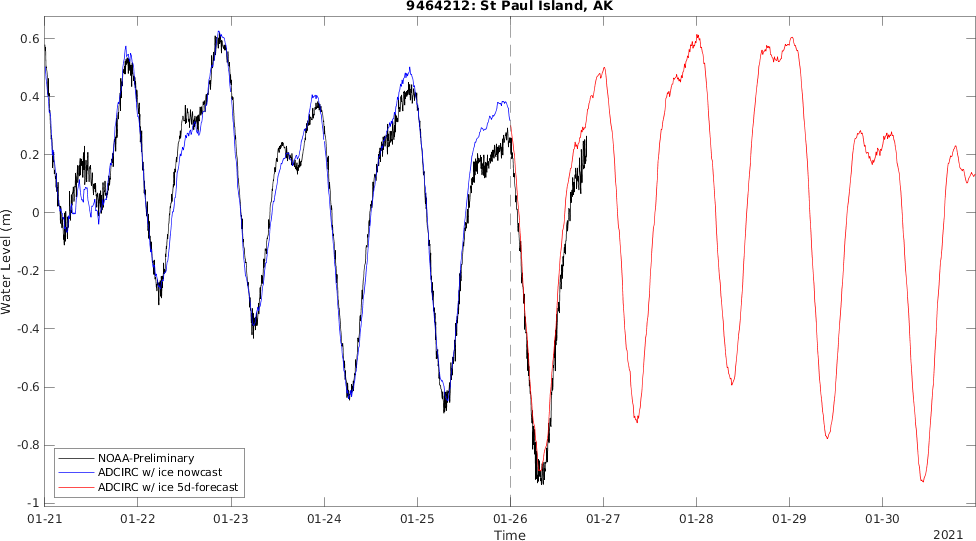 9464212: St Paul Island, AK
0.6
0.4
0.2
0
-0.2
-0.4
-0.6
-0.8
-1
Water Level (m)
NOAA-Preliminary
ADCIRC w/ ice nowcast
ADCIRC w/ ice 5d-forecast
01-21 01-22 01-23 01-24 01-25 01-26 01-27 01-28 01-29 01-30
Time
2021